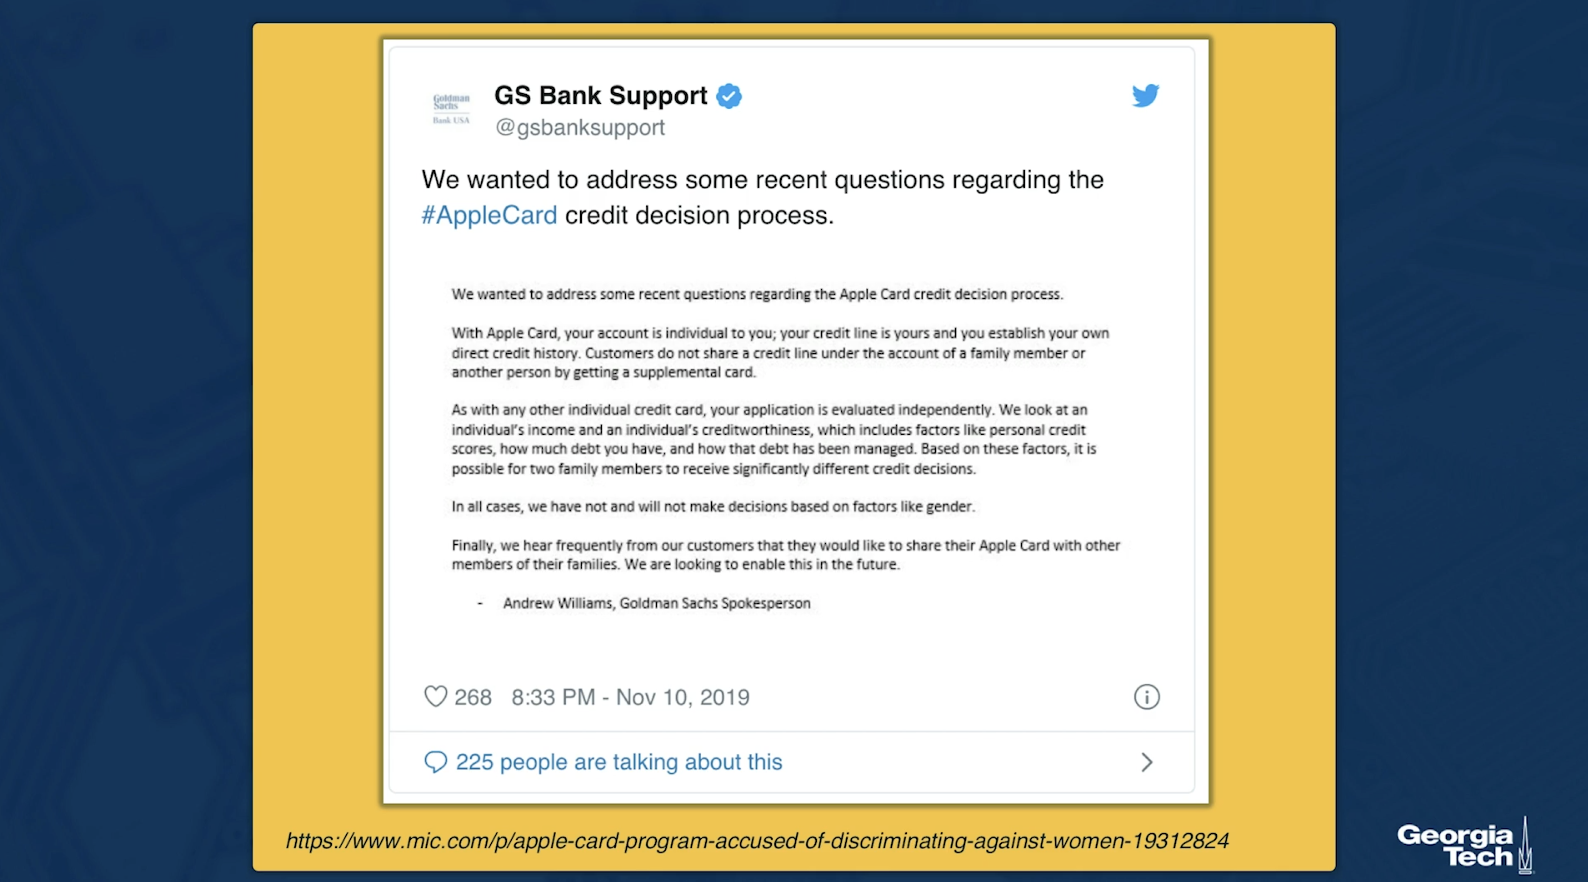 Goldman
Sachs
Bank USA
GS Bank Support
@gsbanksupport
We wanted to address some recent questions regarding the
#AppleCard credit decision process.
We wanted to address some recent questions regarding the Apple Card credit decision process.
With Apple Card, your account is individual to you; your credit line is yours and you establish your own
direct credit history. Customers do not share a credit line under the account of a family member or
another person by getting a supplemental card.
As with any other individual credit card, your application is evaluated independently. We look at an
individual's income and an individual's creditworthiness, which includes factors like personal credit
scores, how much debt you have, and how that debt has been managed. Based on these factors, it is
possible for two family members to receive significantly different credit decisions.
In all cases, we have not and will not make decisions based on factors like gender.
Finally, we hear frequently from our customers that they would like to share their Apple Card with other
members of their families. We are looking to enable this in the future.
- Andrew Williams, Goldman Sachs Spokesperson
268 8:33 PM - Nov 10, 2019
225 people are talking about this
https://www.mic.com/p/apple-card-program-accused-of-discriminating-against-women-19312824
Georgia
Tech